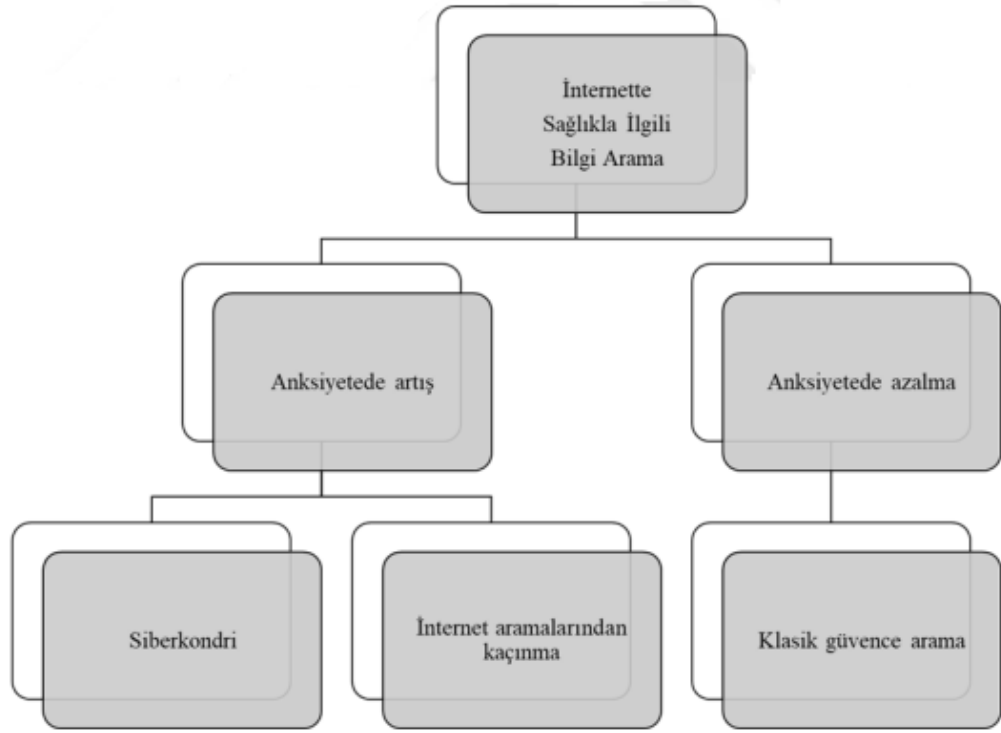 İnternette
Sağlıkla İlgili
Bilgi Arama
Anksiyetede artış
Anksiyetede azalma
Siberkondri
İnternet aramalarından
kaçınma
Klasik güvence arama